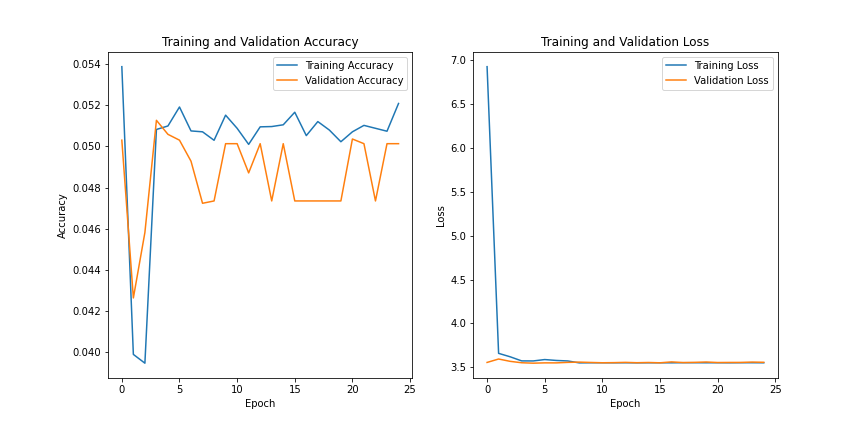 Training and Validation Accuracy
Training Accuracy
Validation Accuracy
0.054
0.052
0.050
0.048
0.046
0.044
0.042
0.040
Accuracy
0
5
10
15
20
25
Epoch
Training and Validation Loss
Training Loss
Validation Loss
7.0
6.5
6.0
5.5
5.0
4.5
4.0
3.5
Loss
0
5
10
15
20
25
Epoch